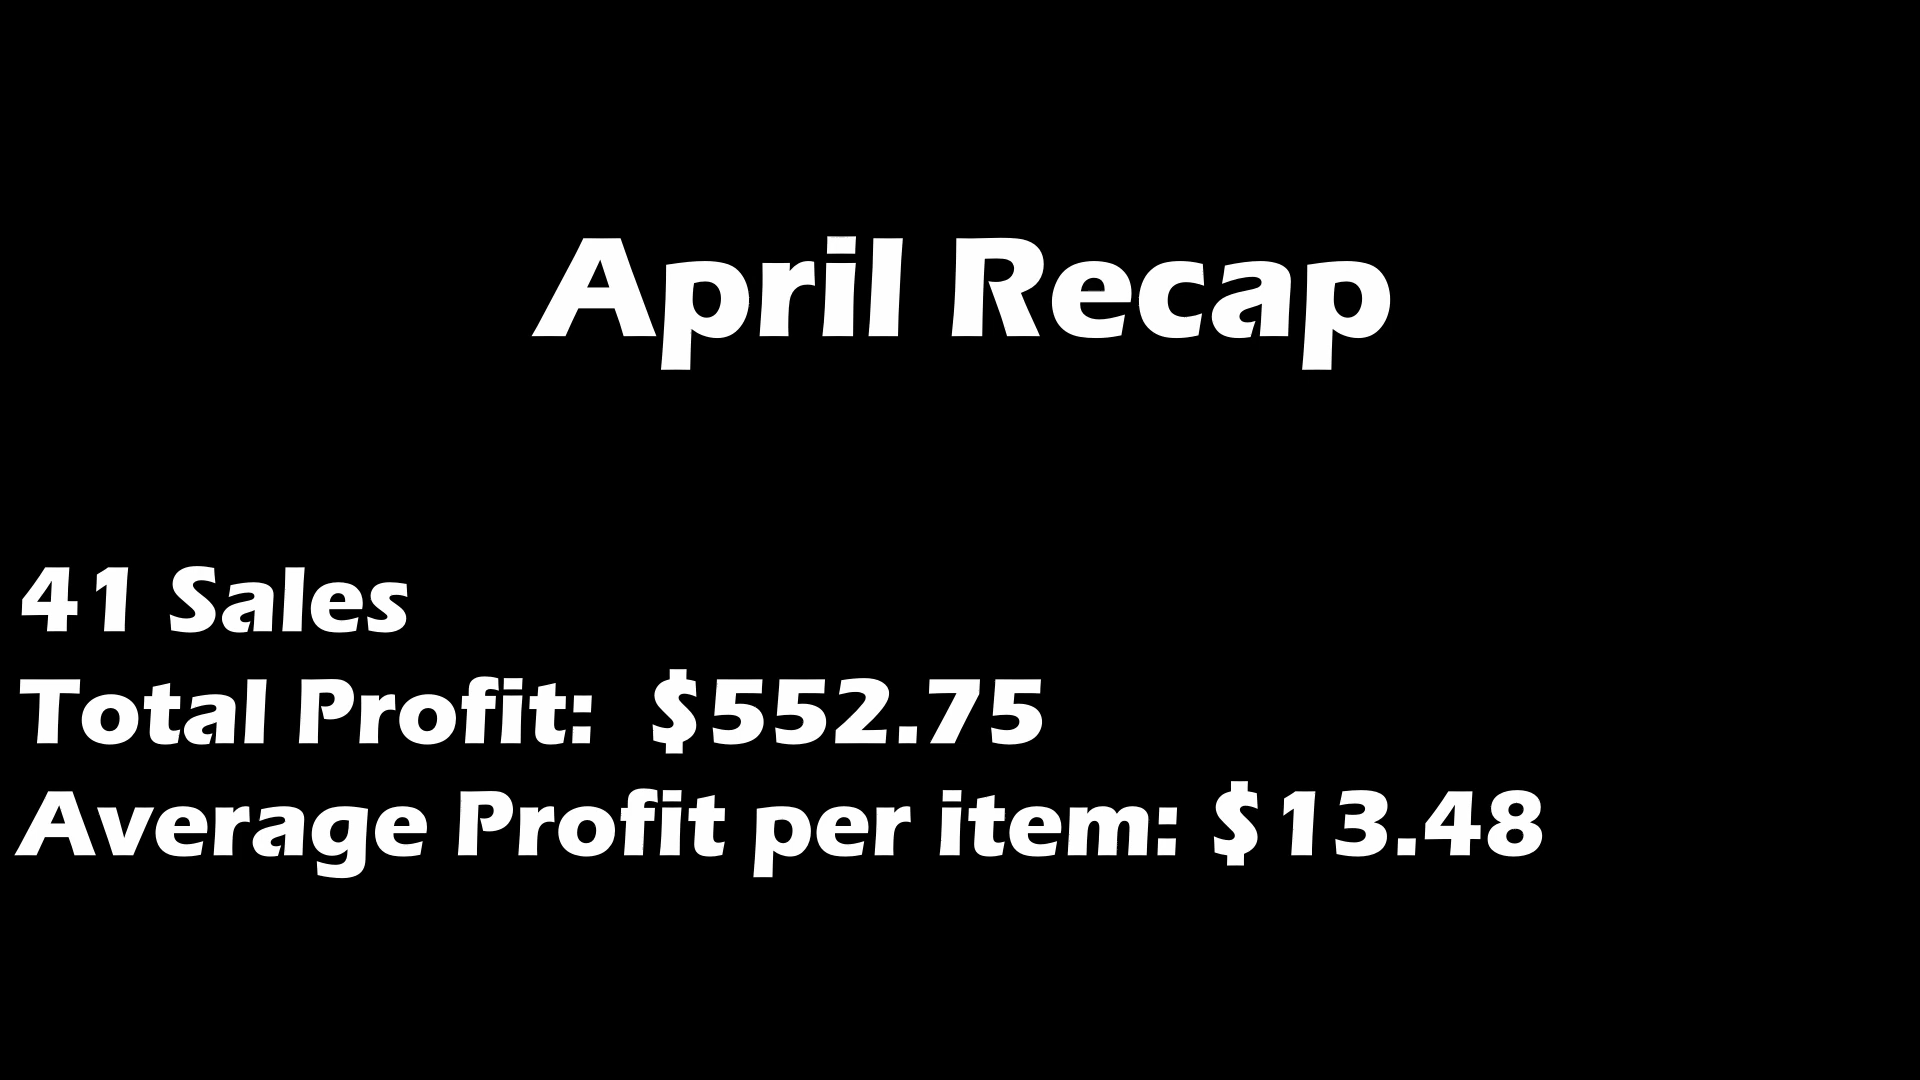 April Recap
41 Sales
Total Profit:  $552.75
Average Profit per item: $13.48